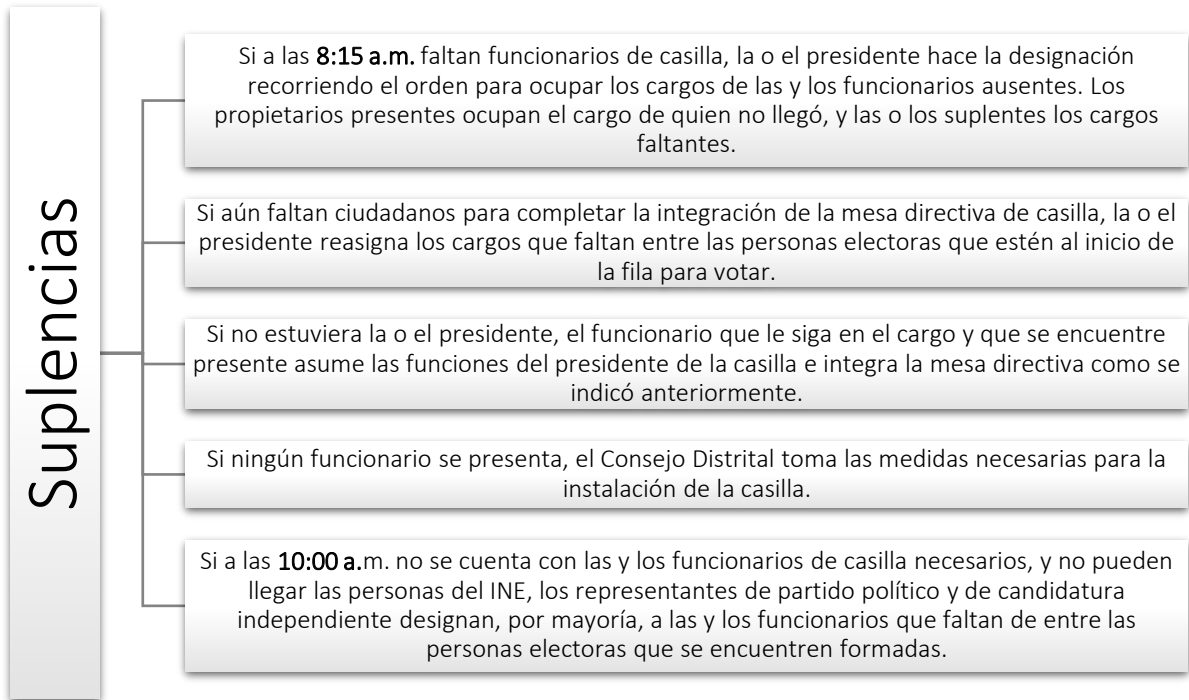 Suplencias
Si a las 8:15 a.m. faltan funcionarios de casilla, la o el presidente hace la designación
recorriendo el orden para ocupar los cargos de las y los funcionarios ausentes. Los
propietarios presentes ocupan el cargo de quien no llegó, y las o los suplentes los cargos
faltantes.
Si aún faltan ciudadanos para completar la integración de la mesa directiva de casilla, la o el
presidente reasigna los cargos que faltan entre las personas electoras que estén al inicio de
la fila para votar.
Si no estuviera la o el presidente, el funcionario que le siga en el cargo y que se encuentre
presente asume las funciones del presidente de la casilla e integra la mesa directiva como se
indicó anteriormente.
Si ningún funcionario se presenta, el Consejo Distrital toma las medidas necesarias para la
instalación de la casilla.
Si a las 10:00 a.m. no se cuenta con las y los funcionarios de casilla necesarios, y no pueden
llegar las personas del INE, los representantes de partido político y de candidatura
independiente designan, por mayoría, a las y los funcionarios que faltan de entre las
personas electoras que se encuentren formadas.